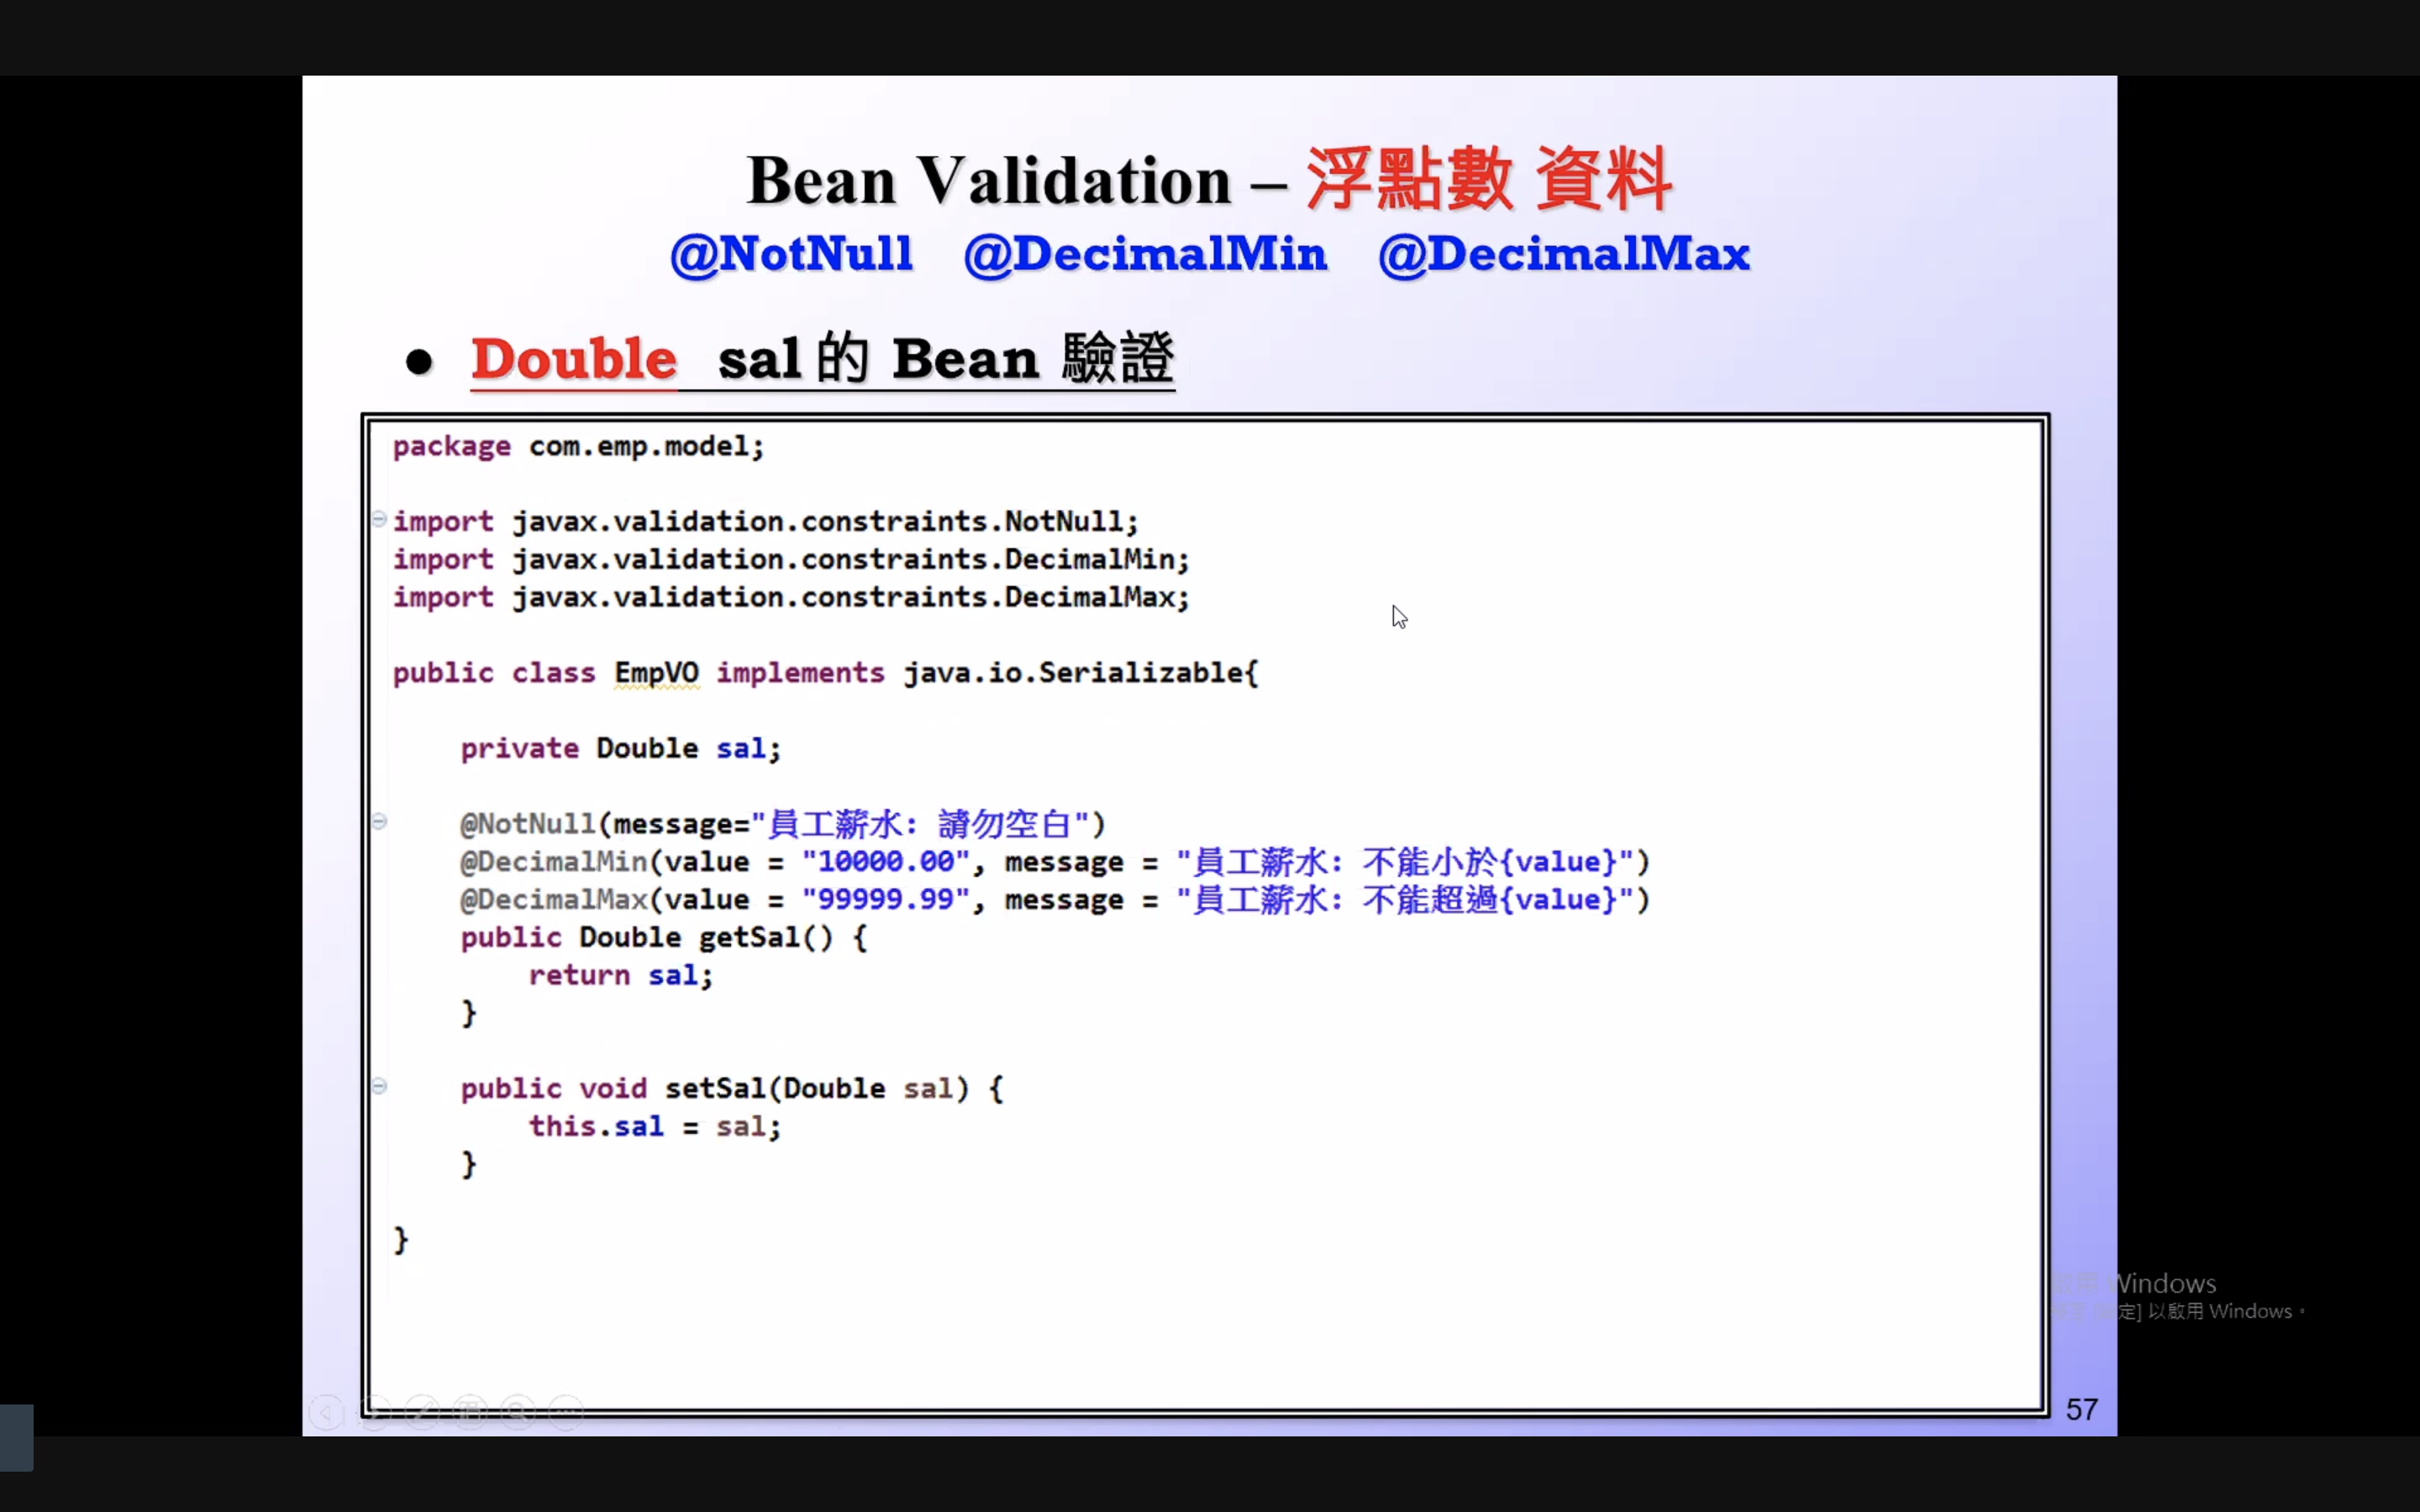 Bean Validation – 浮點數 資料
@NotNull @DecimalMin @DecimalMax
● Double sal 的 Bean 驗證
package com.emp.model;
import javax.validation.constraints.NotNull;
import javax.validation.constraints.DecimalMin;
import javax.validation.constraints.DecimalMax;
public class EmpVO implements java.io.Serializable{
private Double sal;
@NotNull(message="員工薪水: 請勿空白")
@DecimalMin(value = "10000.00", message = "員工薪水: 不能小於{value}")
@DecimalMax(value = "99999.99", message = "員工薪水: 不能超過{value}")
public Double getSal() {
return sal;
}
public void setSal(Double sal) {
this.sal = sal;
}
}
Windows
定] 以啟用 Windows。
57